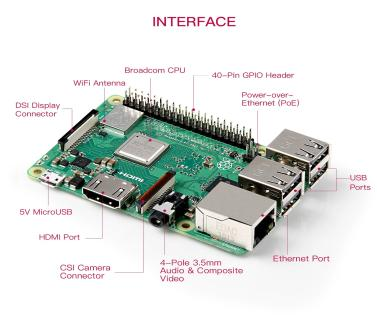 INTERFACE
Broadcom CPU
40-Pin GPIO Header
WiFi Antenna
Power-over-
Ethernet (PoE)
DSI Display
Connector
HDMI
USB
Ports
5V MicroUSB
HDMI Port
Ethernet Port
CSI Camera
Connector
4-Pole 3.5mm
Audio & Composite
Video